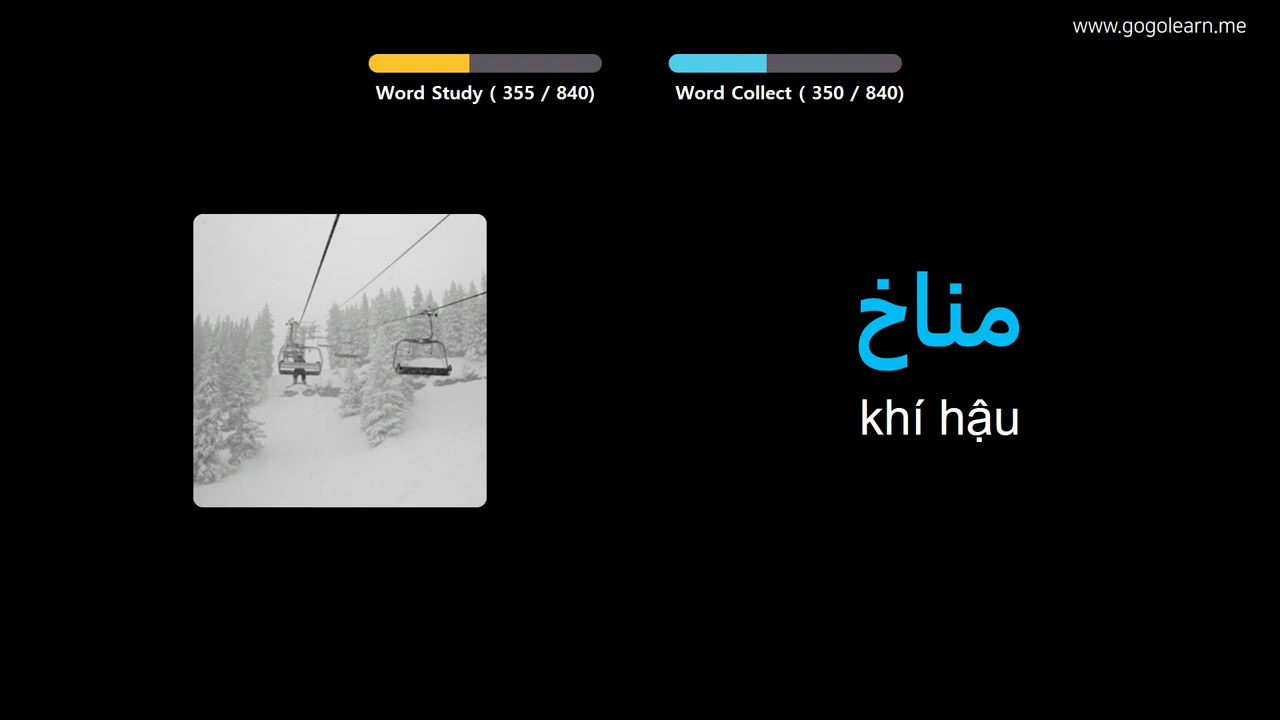 www.gogolearn.me
Word Study ( 355 / 840)
Word Collect ( 350 / 840)
مناخ
khí hậu